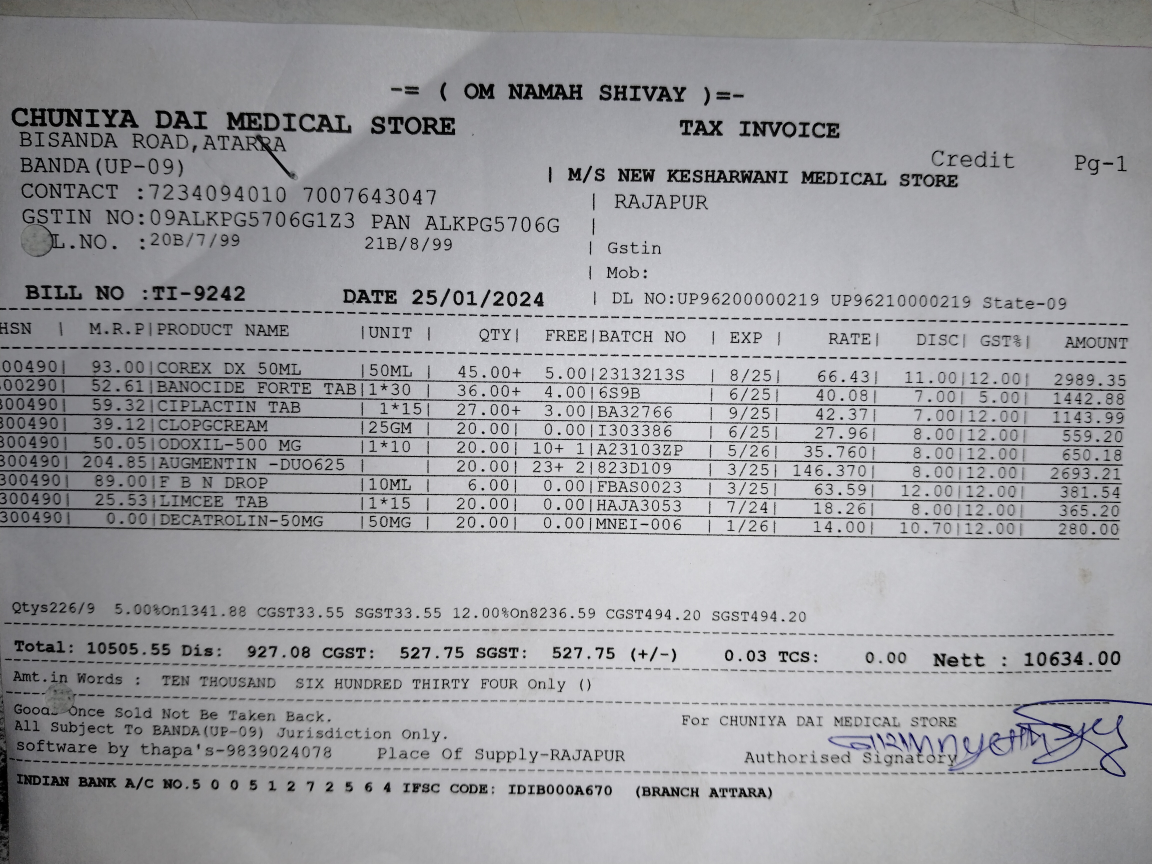 -= ( OM NAMAH SHIVAY )=-
CHUNIYA DAI MEDICAL STORE TAX INVOICE
BISANDA ROAD,ATARRA Credit Pg-1
BANDA(UP-09) | M/S NEW KESHARWANI MEDICAL STORE
CONTACT :7234094010 7007643047 | RAJAPUR
GSTIN NO:09ALKPG5706G1Z3 PAN ALKPG5706G |
L.NO. :20B/7/99 21B/8/99 | Gstin
| Mob:
BILL NO :TI-9242 DATE 25/01/2024 | DL NO:UP96200000219 UP96210000219 State-09
HSN | M.R.P|PRODUCT NAME |UNIT | QTY| FREE|BATCH NO | EXP | RATE| DISC| GST%| AMOUNT
00490| 93.00|COREX DX 50ML |50ML | 45.00+ 5.00|2313213S | 8/25| 66.43| 11.00|12.00| 2989.35
300290| 52.61|BANOCIDE FORTE TAB|1*30 | 36.00+ 4.00|6S9B | 6/25| 40.08| 7.00| 5.00| 1442.88
300490| 59.32|CIPLACTIN TAB | 1*15| 27.00+ 3.00|BA32766 | 9/25| 42.37| 7.00|12.00| 1143.99
300490| 39.12|CLOPGCREAM |25GM | 20.00| 0.00|I303386 | 6/25| 27.96| 8.00|12.00| 559.20
300490| 50.05|ODOXIL-500 MG |1*10 | 20.00| 10+ 1|A23103ZP | 5/26| 35.760| 8.00|12.00| 650.18
300490| 204.85|AUGMENTIN -DUO625 | | 20.00| 23+ 2|823D109 | 3/25| 146.370| 8.00|12.00| 2693.21
300490| 89.00|F B N DROP |10ML | 6.00| 0.00|FBAS0023 | 3/25| 63.59| 12.00|12.00| 381.54
300490| 25.53|LIMCEE TAB |1*15 | 20.00| 0.00|HAJA3053 | 7/24| 18.26| 8.00|12.00| 365.20
300490| 0.00|DECATROLIN-50MG |50MG | 20.00| 0.00|MNEI-006 | 1/26| 14.00| 10.70|12.00| 280.00
Qtys226/9 5.00%On1341.88 CGST33.55 SGST33.55 12.00%On8236.59 CGST494.20 SGST494.20
Total: 10505.55 Dis: 927.08 CGST: 527.75 SGST: 527.75 (+/-) 0.03 TCS: 0.00 Nett : 10634.00
Amt.in Words : TEN THOUSAND SIX HUNDRED THIRTY FOUR Only ()
Goods Once Sold Not Be Taken Back. For CHUNIYA DAI MEDICAL STORE
All Subject To BANDA(UP-09) Jurisdiction Only.
software by thapa's-9839024078 Place Of Supply-RAJAPUR Authorised Signatory
INDIAN BANK A/C NO.5 0 0 5 1 2 7 2 5 6 4 IFSC CODE: IDIB000A670 (BRANCH ATTARA)